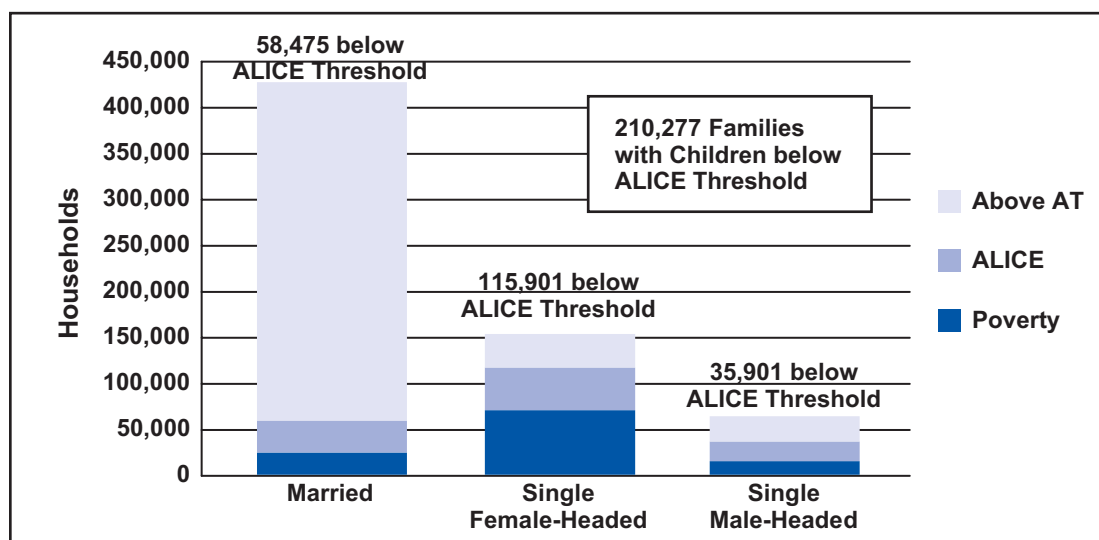 58,475 below
ALICE Threshold
450,000
400,000
350,000
300,000
250,000
200,000
150,000
100,000
50,000
0
Households
210,277 Families
with Children below
ALICE Threshold
115,901 below
ALICE Threshold
35,901 below
ALICE Threshold
Above AT
ALICE
Poverty
Married
Single
Female-Headed
Single
Male-Headed